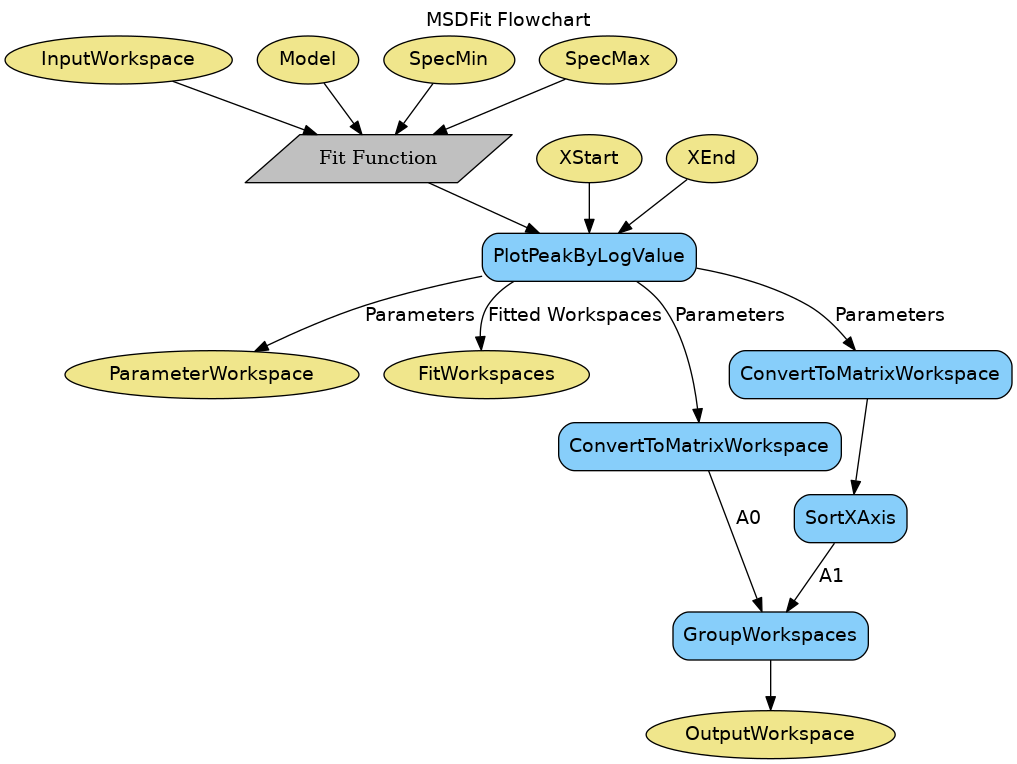 MSDFit Flowchart
InputWorkspace
Model
SpecMin
SpecMax
Fit Function
XStart
XEnd
PlotPeakByLogValue
Parameters
Fitted Workspaces
Parameters
Parameters
ParameterWorkspace
FitWorkspaces
ConvertToMatrixWorkspace
ConvertToMatrixWorkspace
A0
SortXAxis
A1
GroupWorkspaces
OutputWorkspace